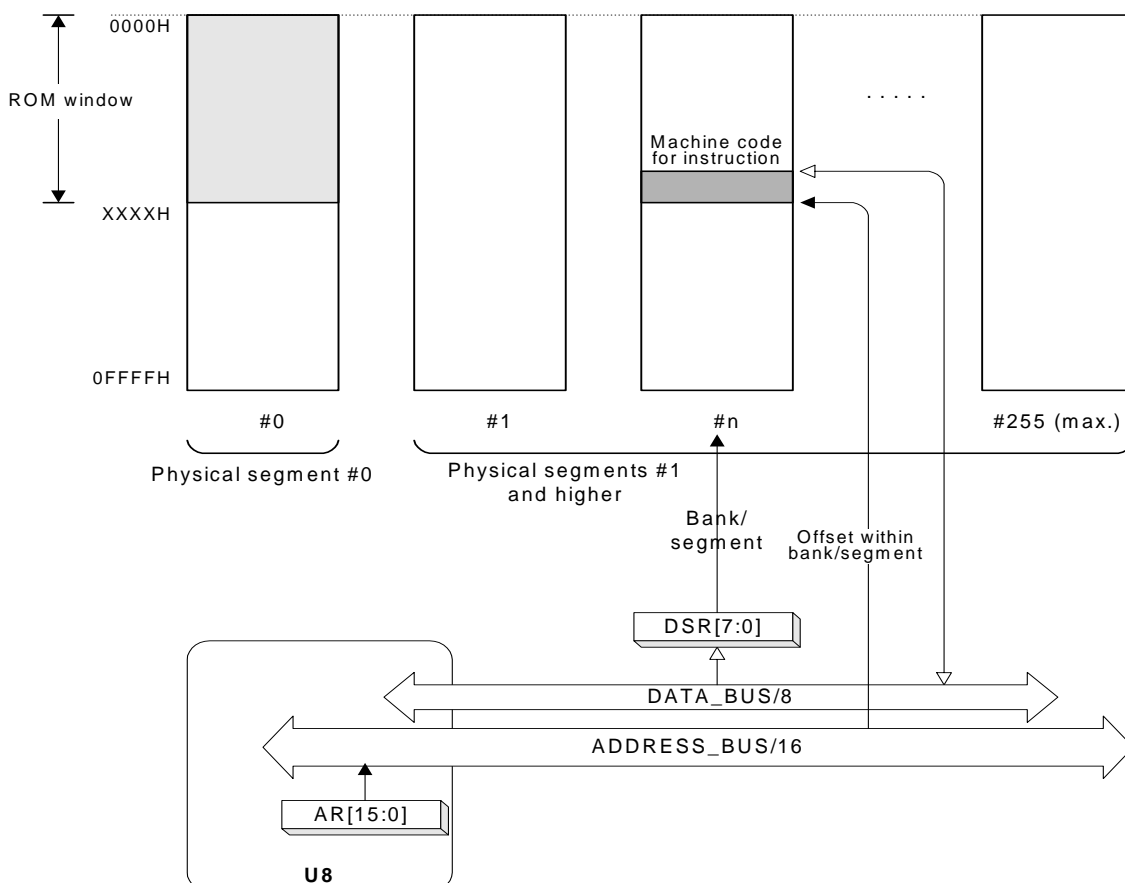 0000H
ROM window
. . . . .
Machine code
for instruction
XXXXH
0FFFFH
#0
#1
#n
#255 (max.)
Physical segment #0
Physical segments #1
and higher
Bank/
segment
Offset within
bank/segment
DSR[7:0]
DATA_BUS/8
ADDRESS_BUS/16
AR[15:0]
U8